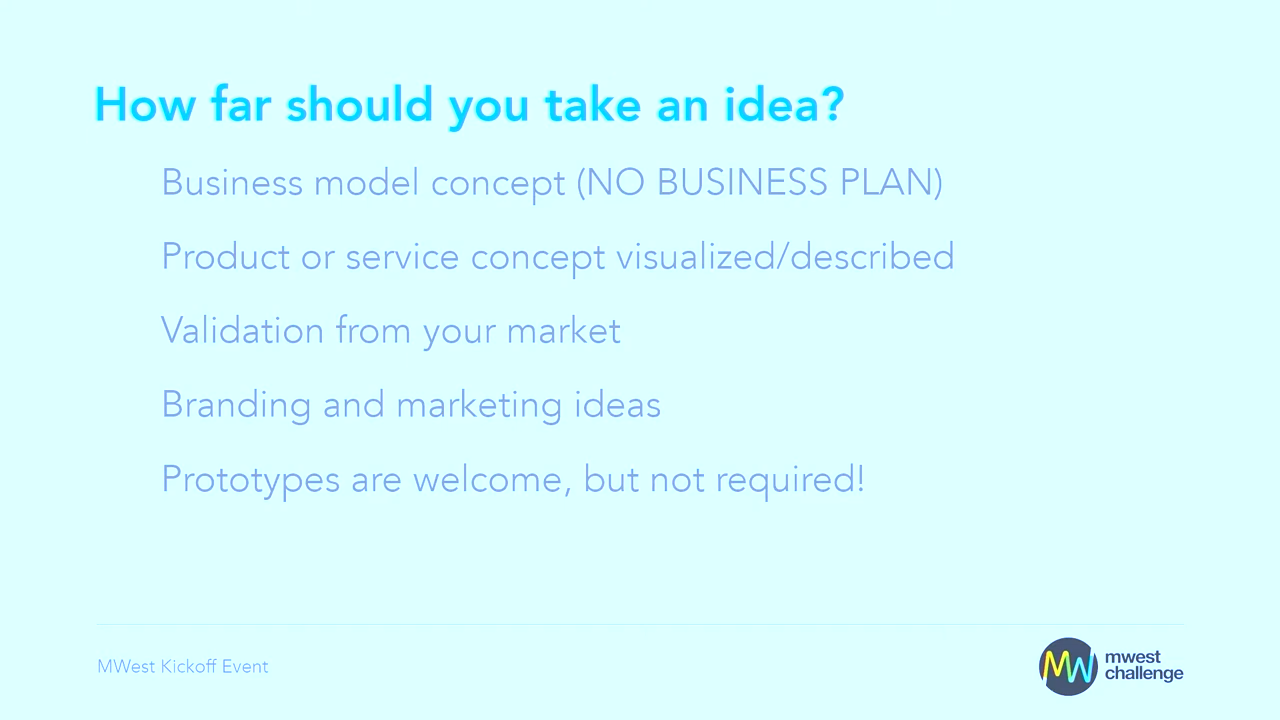 How far should you take an idea?
Business model concept (NO BUSINESS PLAN)
Product or service concept visualized/described
Validation from your market
Branding and marketing ideas
Prototypes are welcome, but not required!
MWest Kickoff Event
MW
mwest
challenge